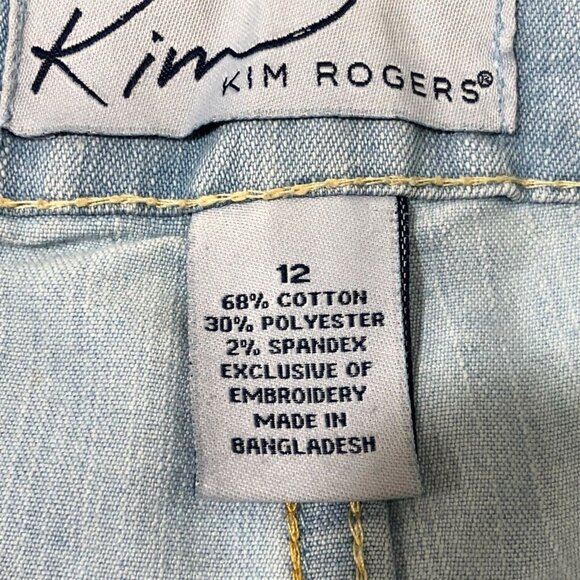 Kim
KIM ROGERS®
12
68% COTTON
30% POLYESTER
2% SPANDEX
EXCLUSIVE OF
EMBROIDERY
MADE IN
BANGLADESH